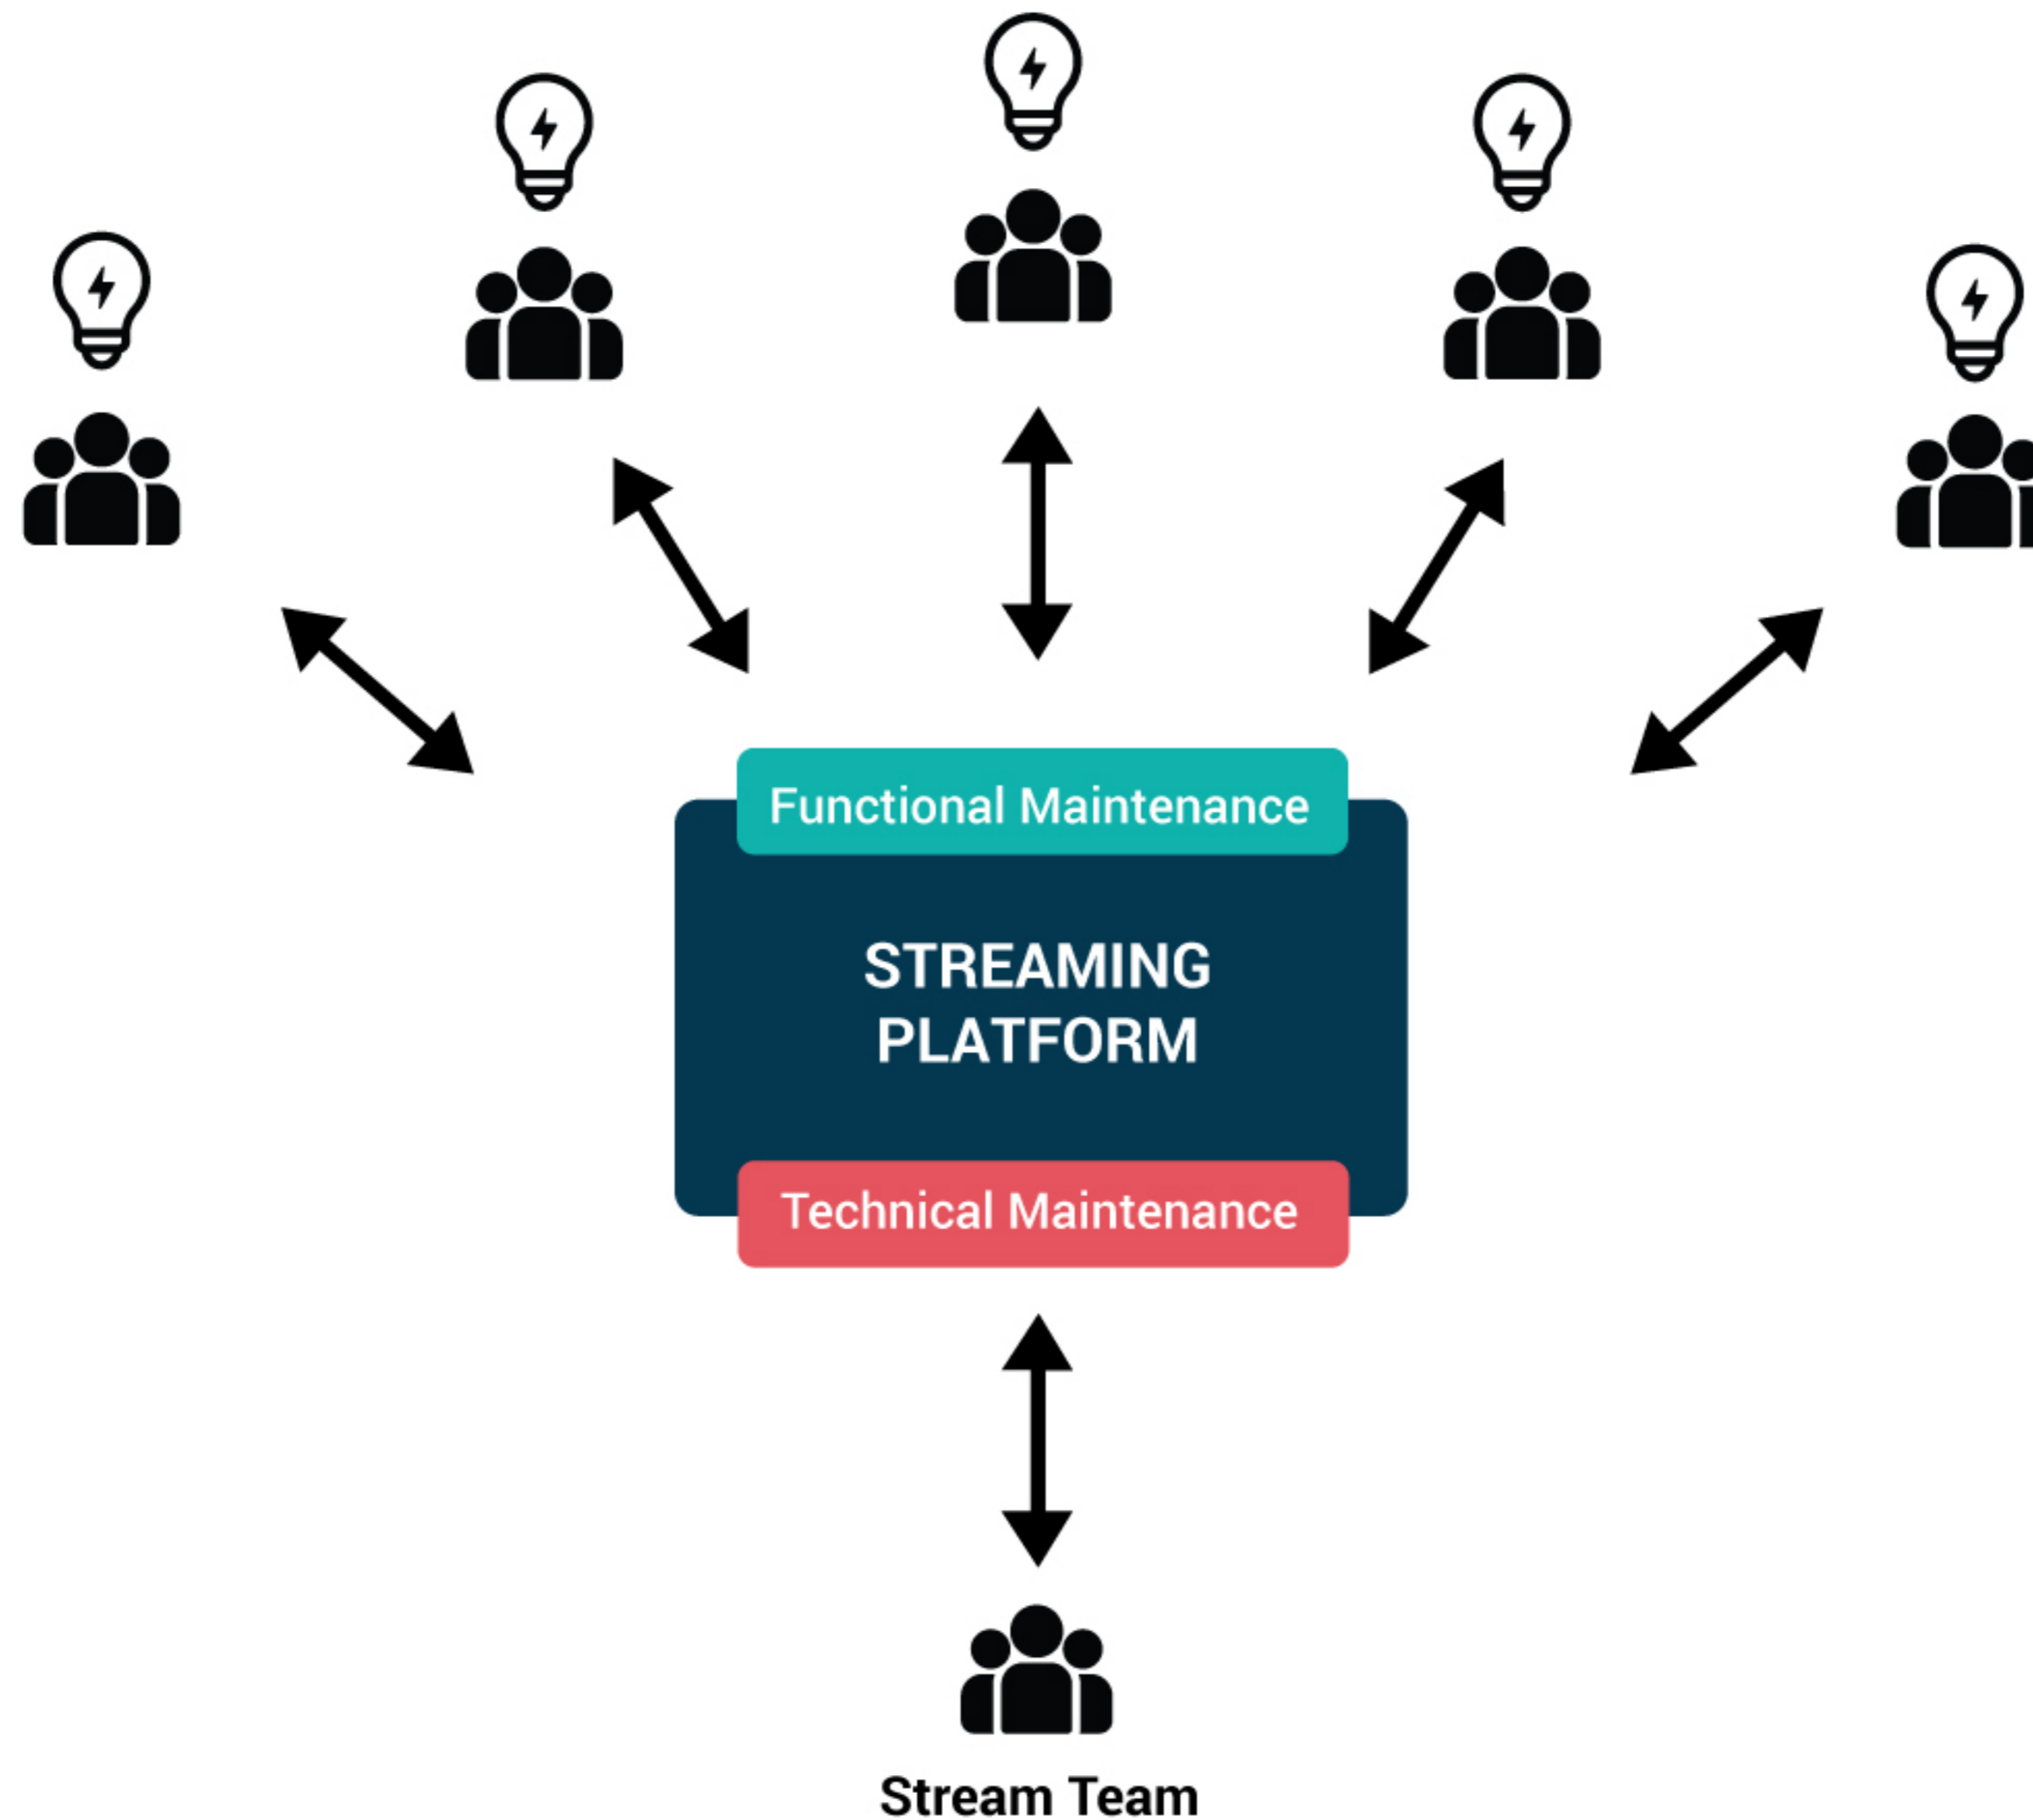 Functional Maintenance
STREAMING
PLATFORM
Technical Maintenance
Stream Team